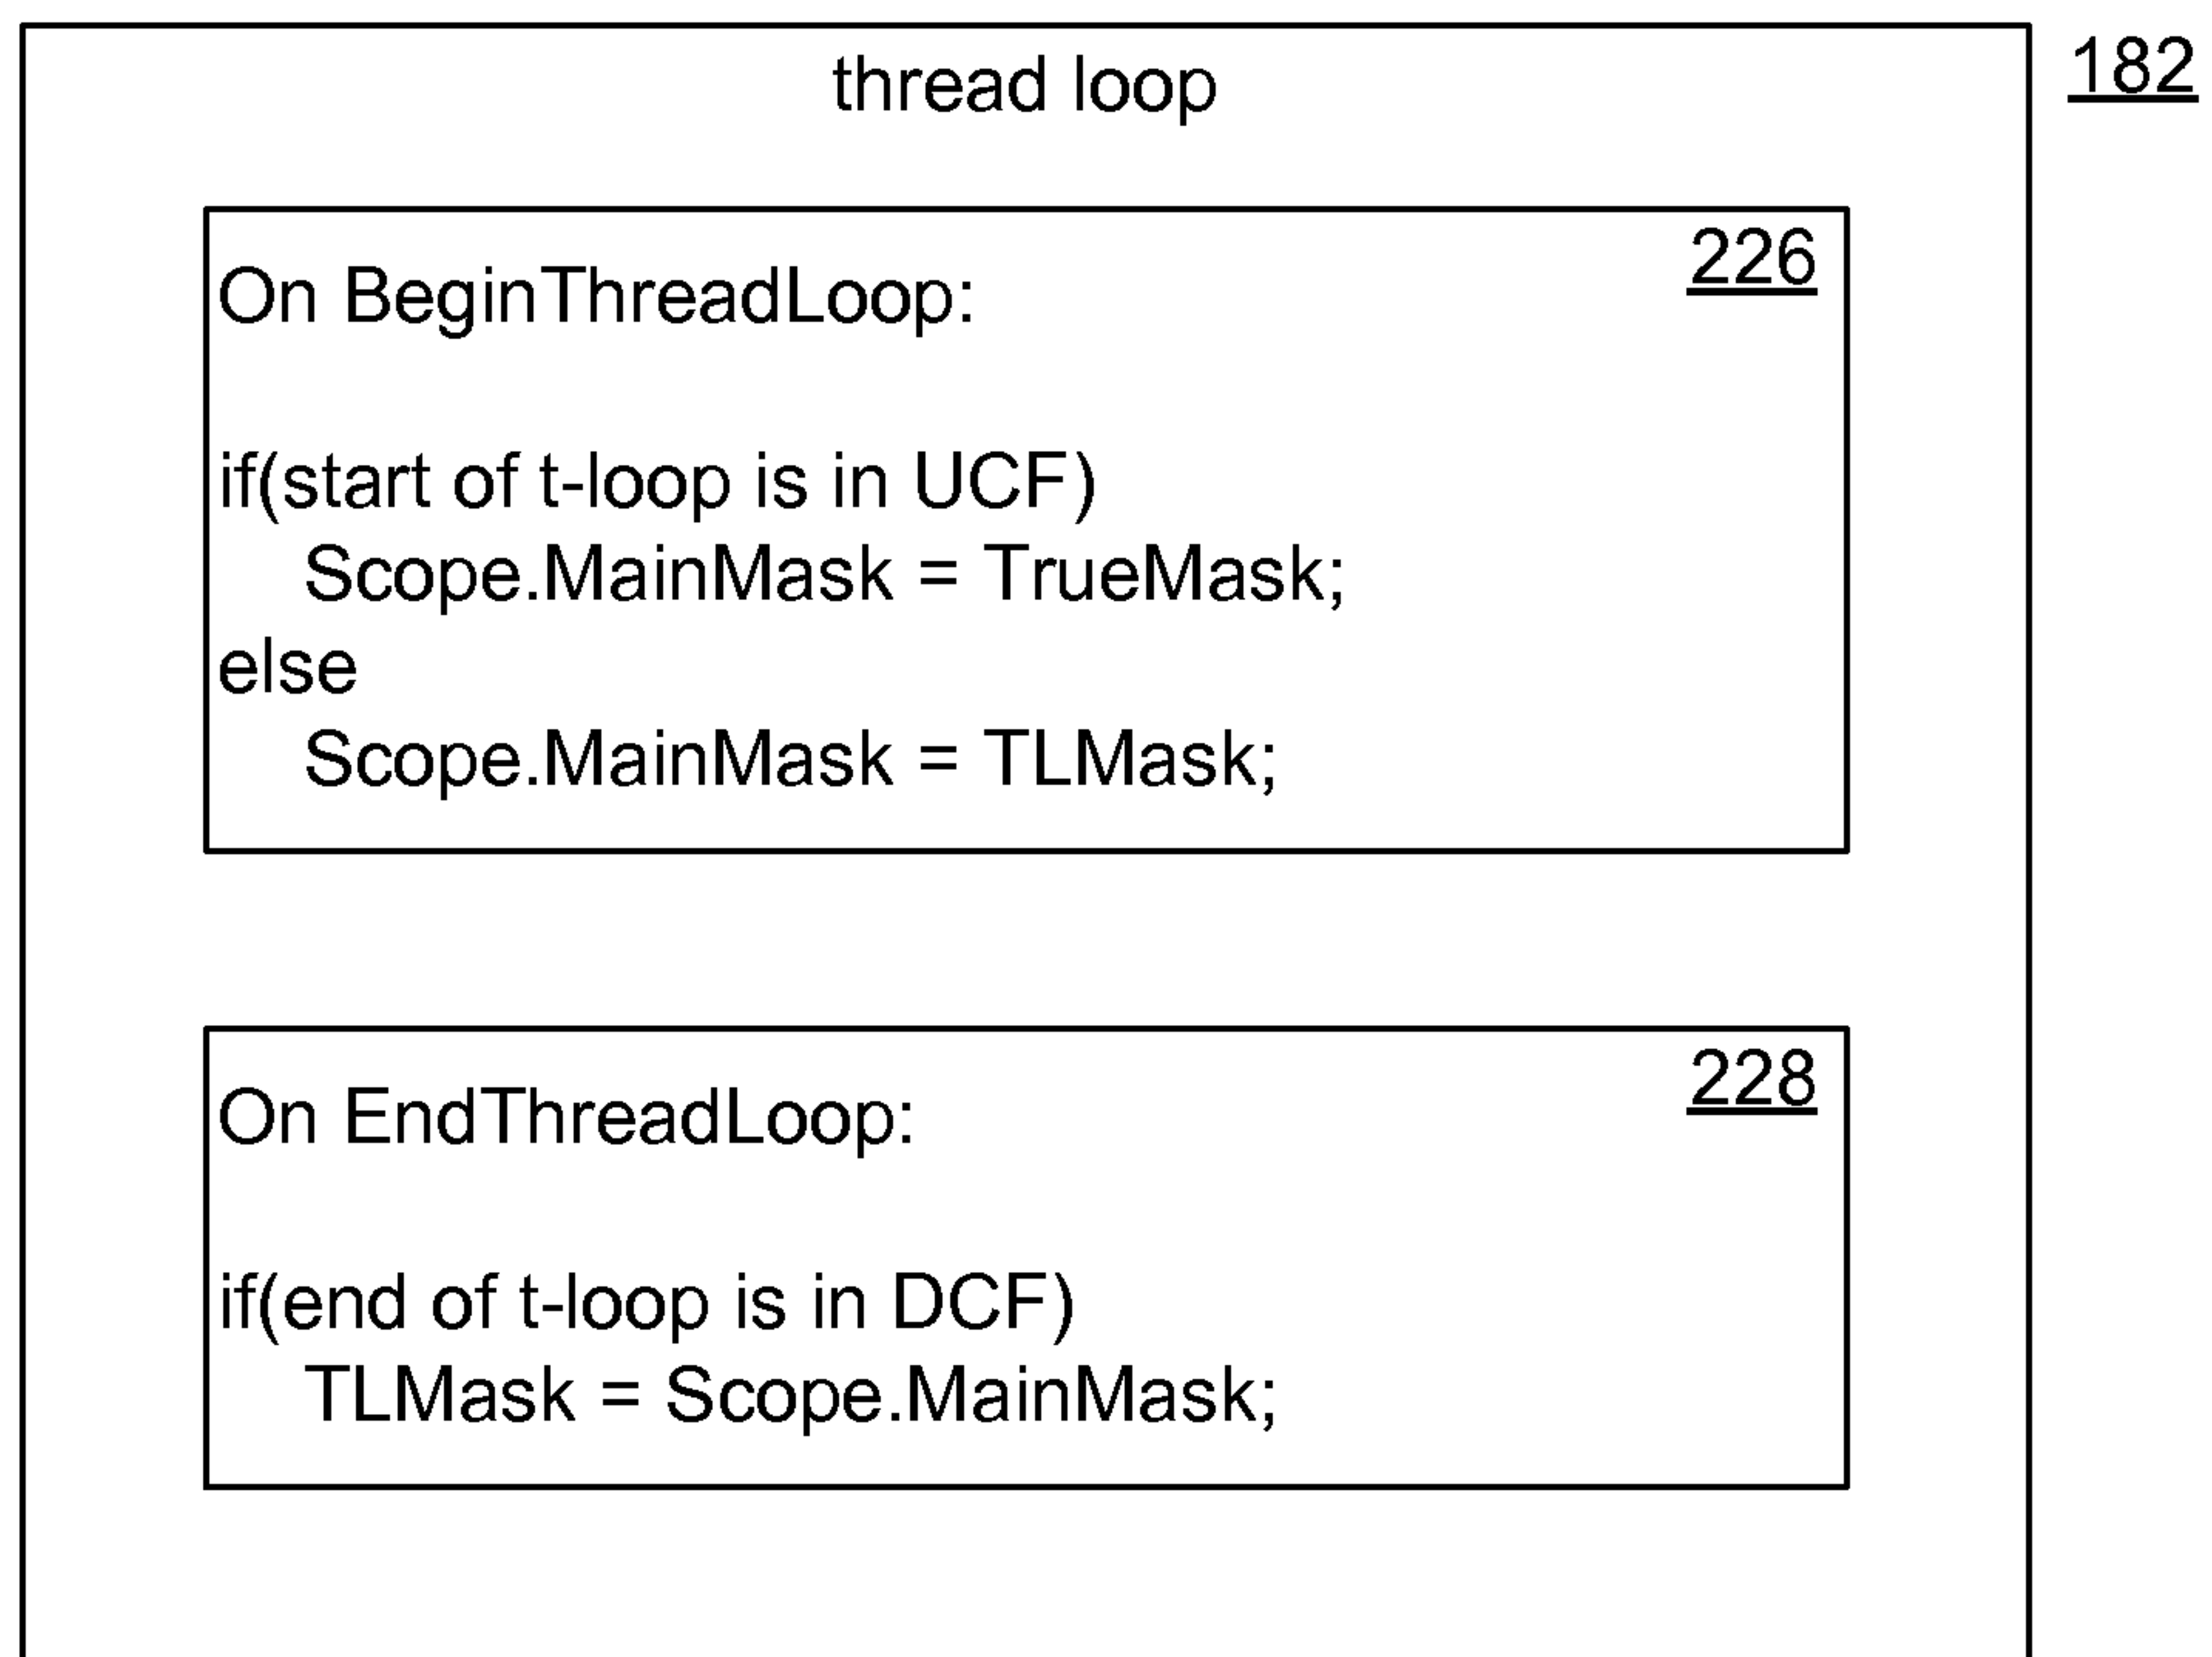 thread loop
182
226
On BeginThreadLoop:
if(start of t-loop is in UCF)
Scope.MainMask = TrueMask;
else
Scope.MainMask = TLMask;
228
On EndThreadLoop:
if(end of t-loop is in DCF)
TLMask = Scope.MainMask;